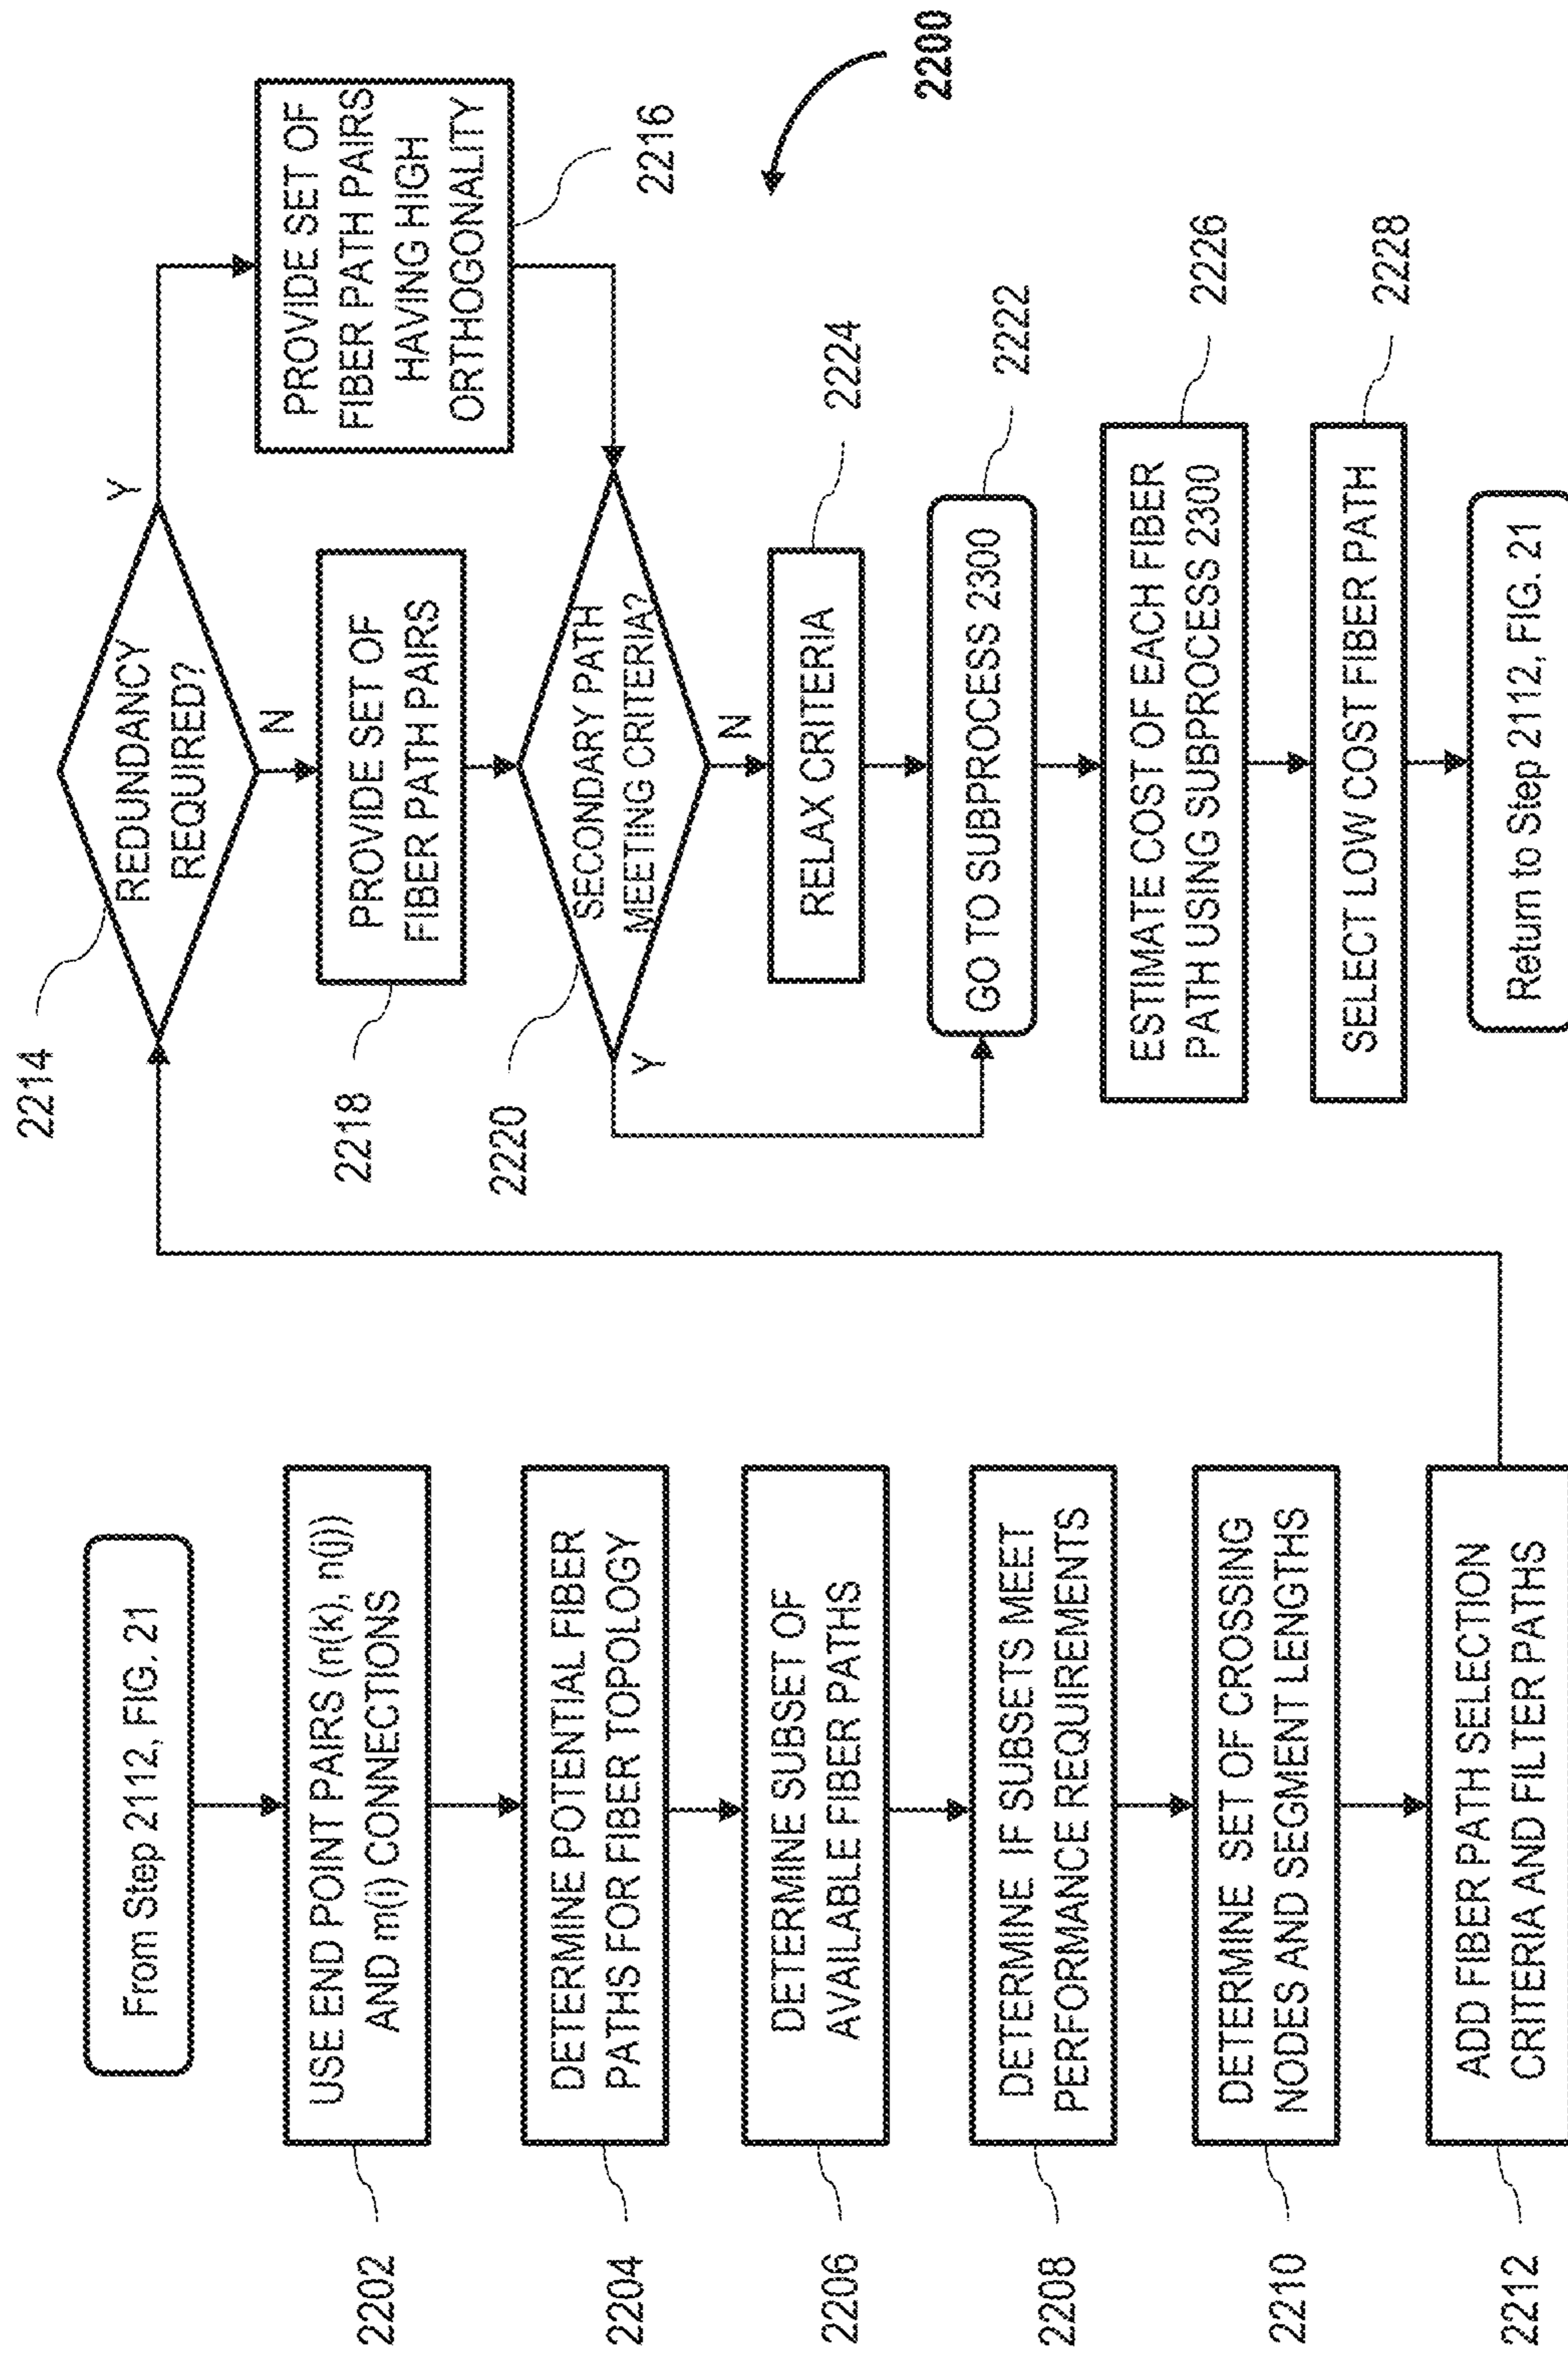 From Step 2112, FIG. 21
USE END POINT PAIRS (n(k), n(j))
AND m(i) CONNECTIONS
2202
DETERMINE POTENTIAL FIBER
PATHS FOR FIBER TOPOLOGY
2204
DETERMINE SUBSET OF
AVAILABLE FIBER PATHS
2206
DETERMINE IF SUBSETS MEET
PERFORMANCE REQUIREMENTS
2208
DETERMINE SET OF CROSSING
NODES AND SEGMENT LENGTHS
2210
ADD FIBER PATH SELECTION
CRITERIA AND FILTER PATHS
2212
2214
REDUNDANCY
REQUIRED?
Y
N
PROVIDE SET OF
FIBER PATH PAIRS
HAVING HIGH
ORTHOGONALITY
2216
2218
PROVIDE SET OF
FIBER PATH PAIRS
2220
SECONDARY PATH
MEETING CRITERIA?
Y
N
RELAX CRITERIA
2224
GO TO SUBPROCESS 2300
2222
ESTIMATE COST OF EACH FIBER
PATH USING SUBPROCESS 2300
2226
SELECT LOW COST FIBER PATH
2228
Return to Step 2112, FIG. 21
2200